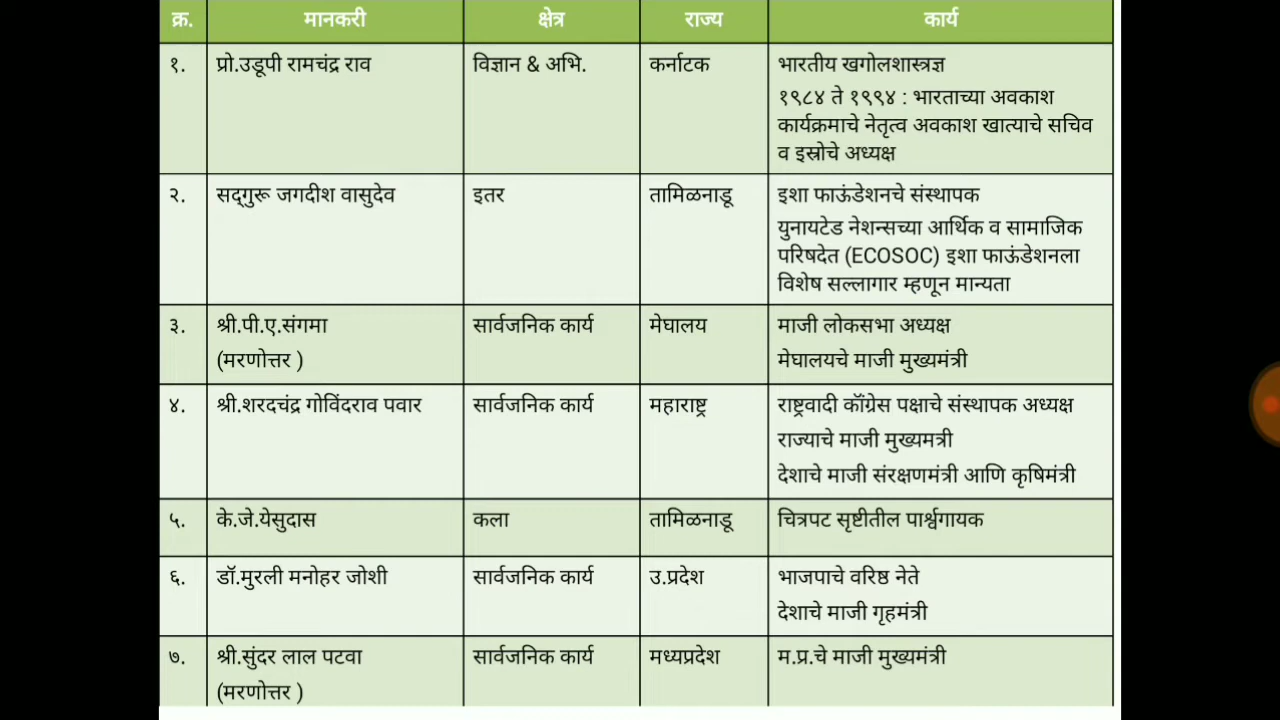 क्र. मानकरी क्षेत्र राज्य कार्य
१. प्रो.उडूपी रामचंद्र राव विज्ञान & अभि. कर्नाटक भारतीय खगोलशास्त्रज्ञ
१९८४ ते १९९४ : भारताच्या अवकाश
कार्यक्रमाचे नेतृत्व अवकाश खात्याचे सचिव
व इस्रोचे अध्यक्ष
२. सद्‌गुरू जगदीश वासुदेव इतर तामिळनाडू इशा फाऊंडेशनचे संस्थापक
युनायटेड नेशन्सच्या आर्थिक व सामाजिक
परिषदेत (ECOSOC) इशा फाऊंडेशनला
विशेष सल्लागार म्हणून मान्यता
३. श्री.पी.ए.संगमा सार्वजनिक कार्य मेघालय माजी लोकसभा अध्यक्ष
(मरणोत्तर ) मेघालयचे माजी मुख्यमंत्री
४. श्री.शरदचंद्र गोविंदराव पवार सार्वजनिक कार्य महाराष्ट्र राष्ट्रवादी कॉंग्रेस पक्षाचे संस्थापक अध्यक्ष
राज्याचे माजी मुख्यमत्री
देशाचे माजी संरक्षणमंत्री आणि कृषिमंत्री
५. के.जे.येसुदास कला तामिळनाडू चित्रपट सृष्टीतील पार्श्वगायक
६. डॉ.मुरली मनोहर जोशी सार्वजनिक कार्य उ.प्रदेश भाजपाचे वरिष्ठ नेते
देशाचे माजी गृहमंत्री
७. श्री.सुंदर लाल पटवा सार्वजनिक कार्य मध्यप्रदेश म.प्र.चे माजी मुख्यमंत्री
(मरणोत्तर )